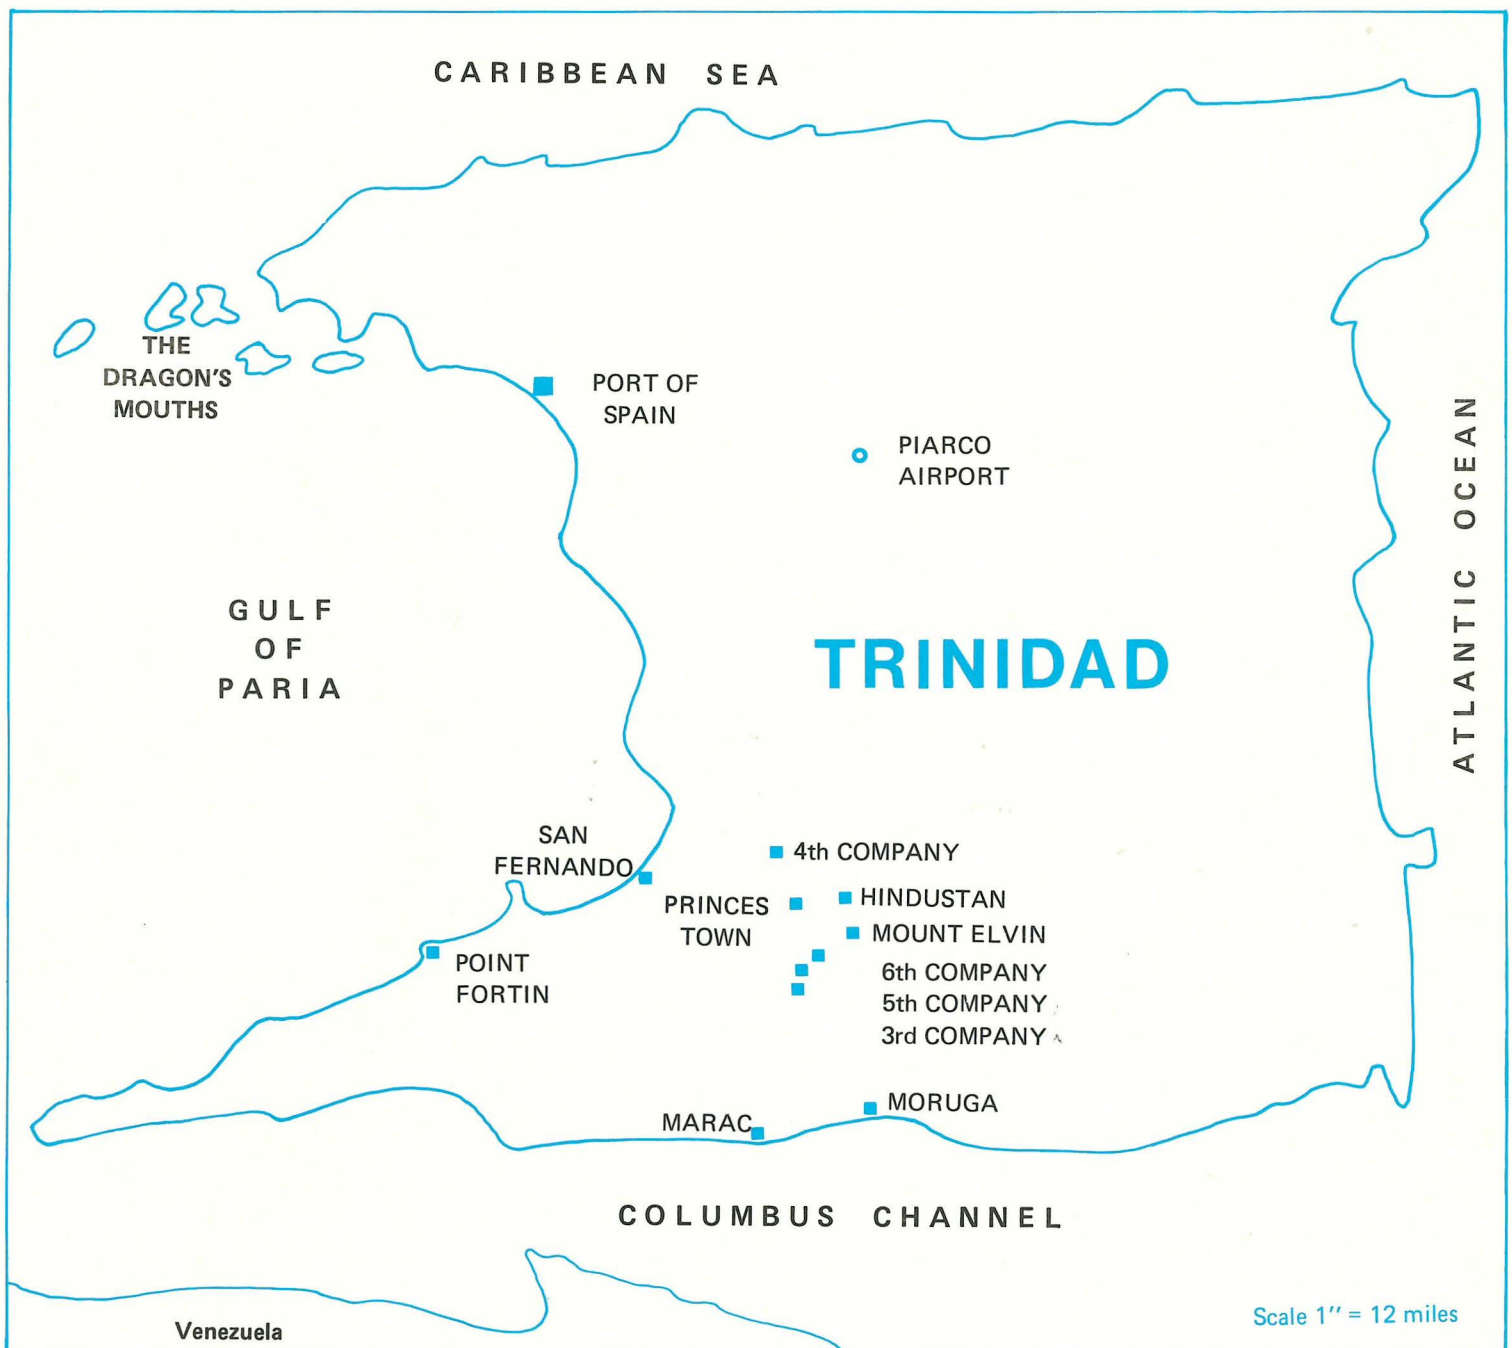 CARIBBEAN SEA
THE
DRAGON'S
MOUTHS
PORT OF
SPAIN
PIARCO
AIRPORT
ATLANTIC OCEAN
GULF
OF
PARIA
TRINIDAD
SAN
FERNANDO
4th COMPANY
PRINCES
TOWN
HINDUSTAN
MOUNT ELVIN
POINT
FORTIN
6th COMPANY
5th COMPANY
3rd COMPANY
MORUGA
MARAC
COLUMBUS CHANNEL
Scale 1″ = 12 miles
Venezuela